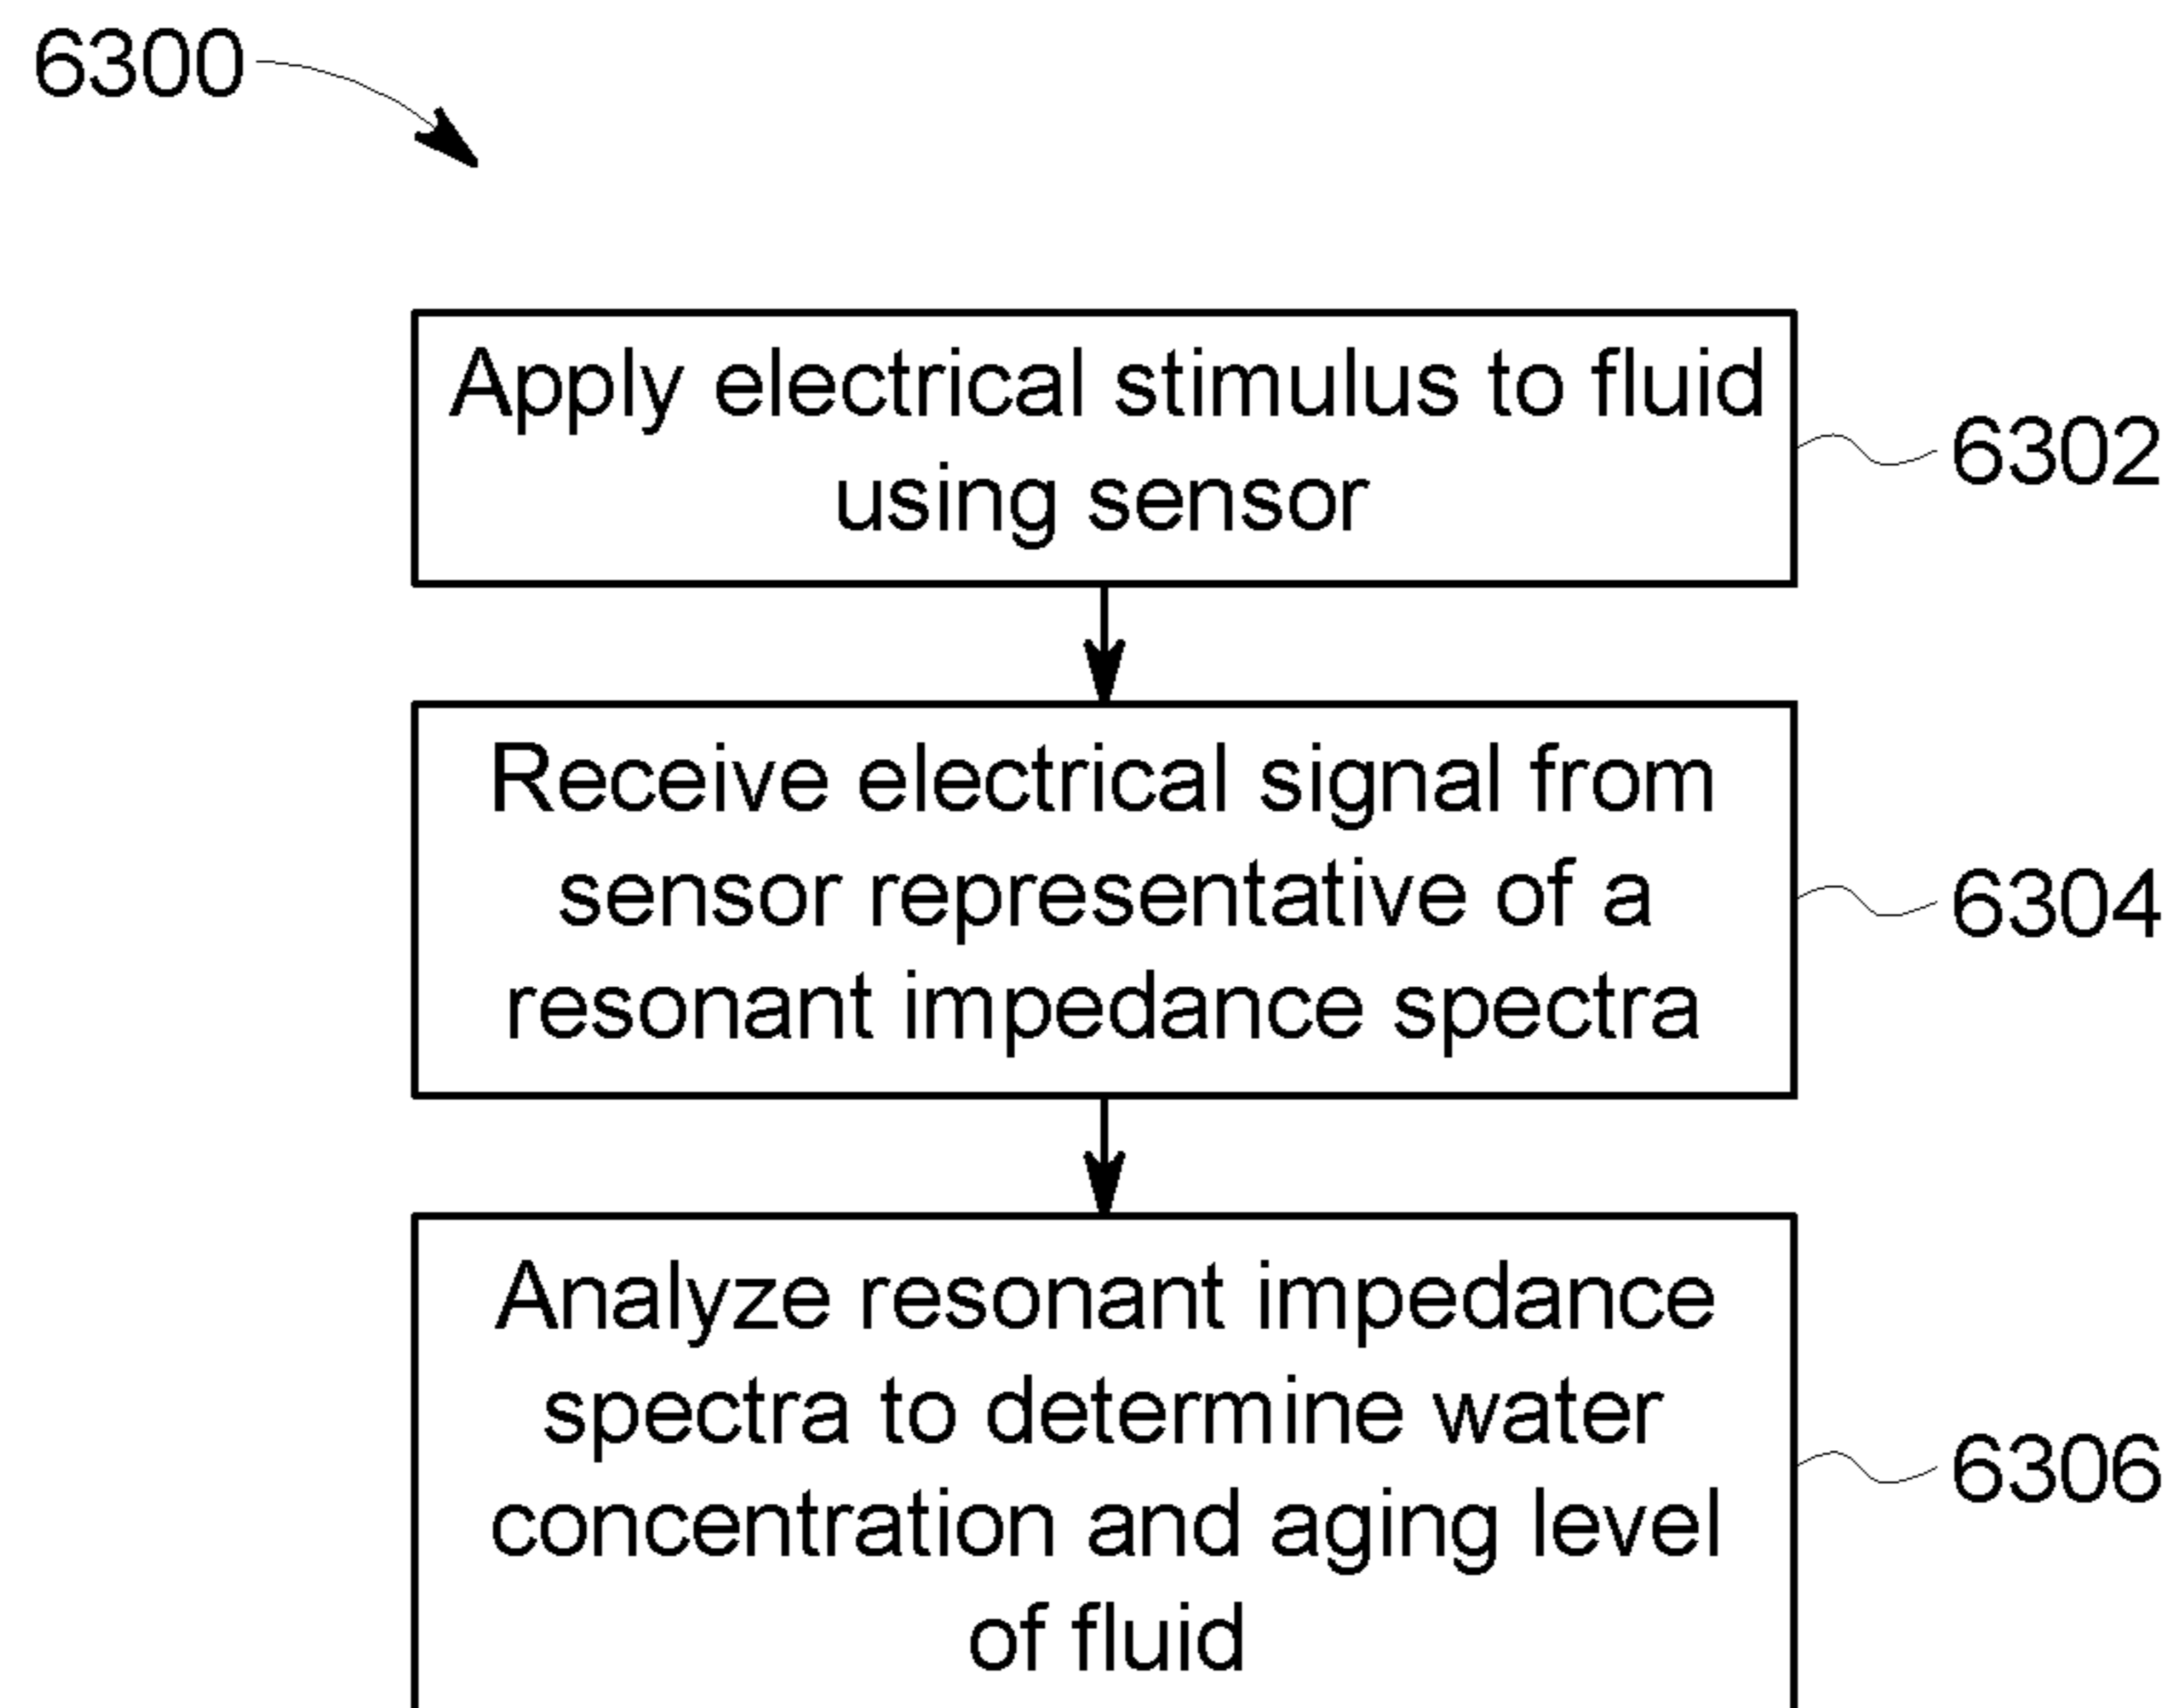 6300
Apply electrical stimulus to fluid
using sensor
6302
Receive electrical signal from
sensor representative of a
resonant impedance spectra
6304
Analyze resonant impedance
spectra to determine water
concentration and aging level
of fluid
6306